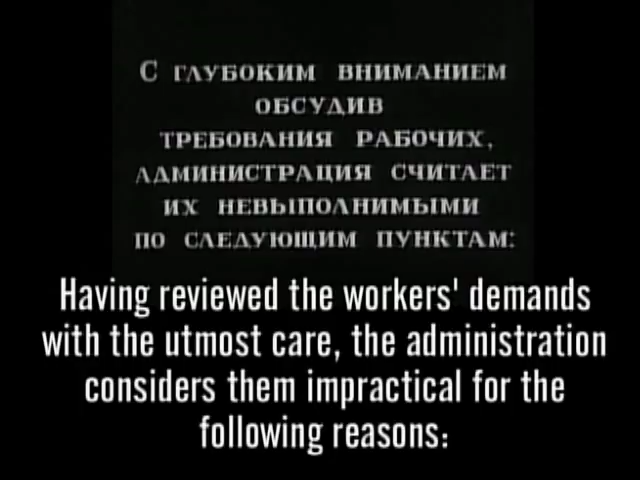 С ГЛУБОКИМ ВНИМАНИЕМ
ОБСУДИВ
ТРЕБОВАНИЯ РАБОЧИХ,
АДМИНИСТРАЦИЯ СЧИТАЕТ
ИХ НЕВЫПОЛНИМЫМИ
ПО СЛЕДУЮЩИМ ПУНКТАМ:
Having reviewed the workers' demands
with the utmost care, the administration
considers them impractical for the
following reasons: